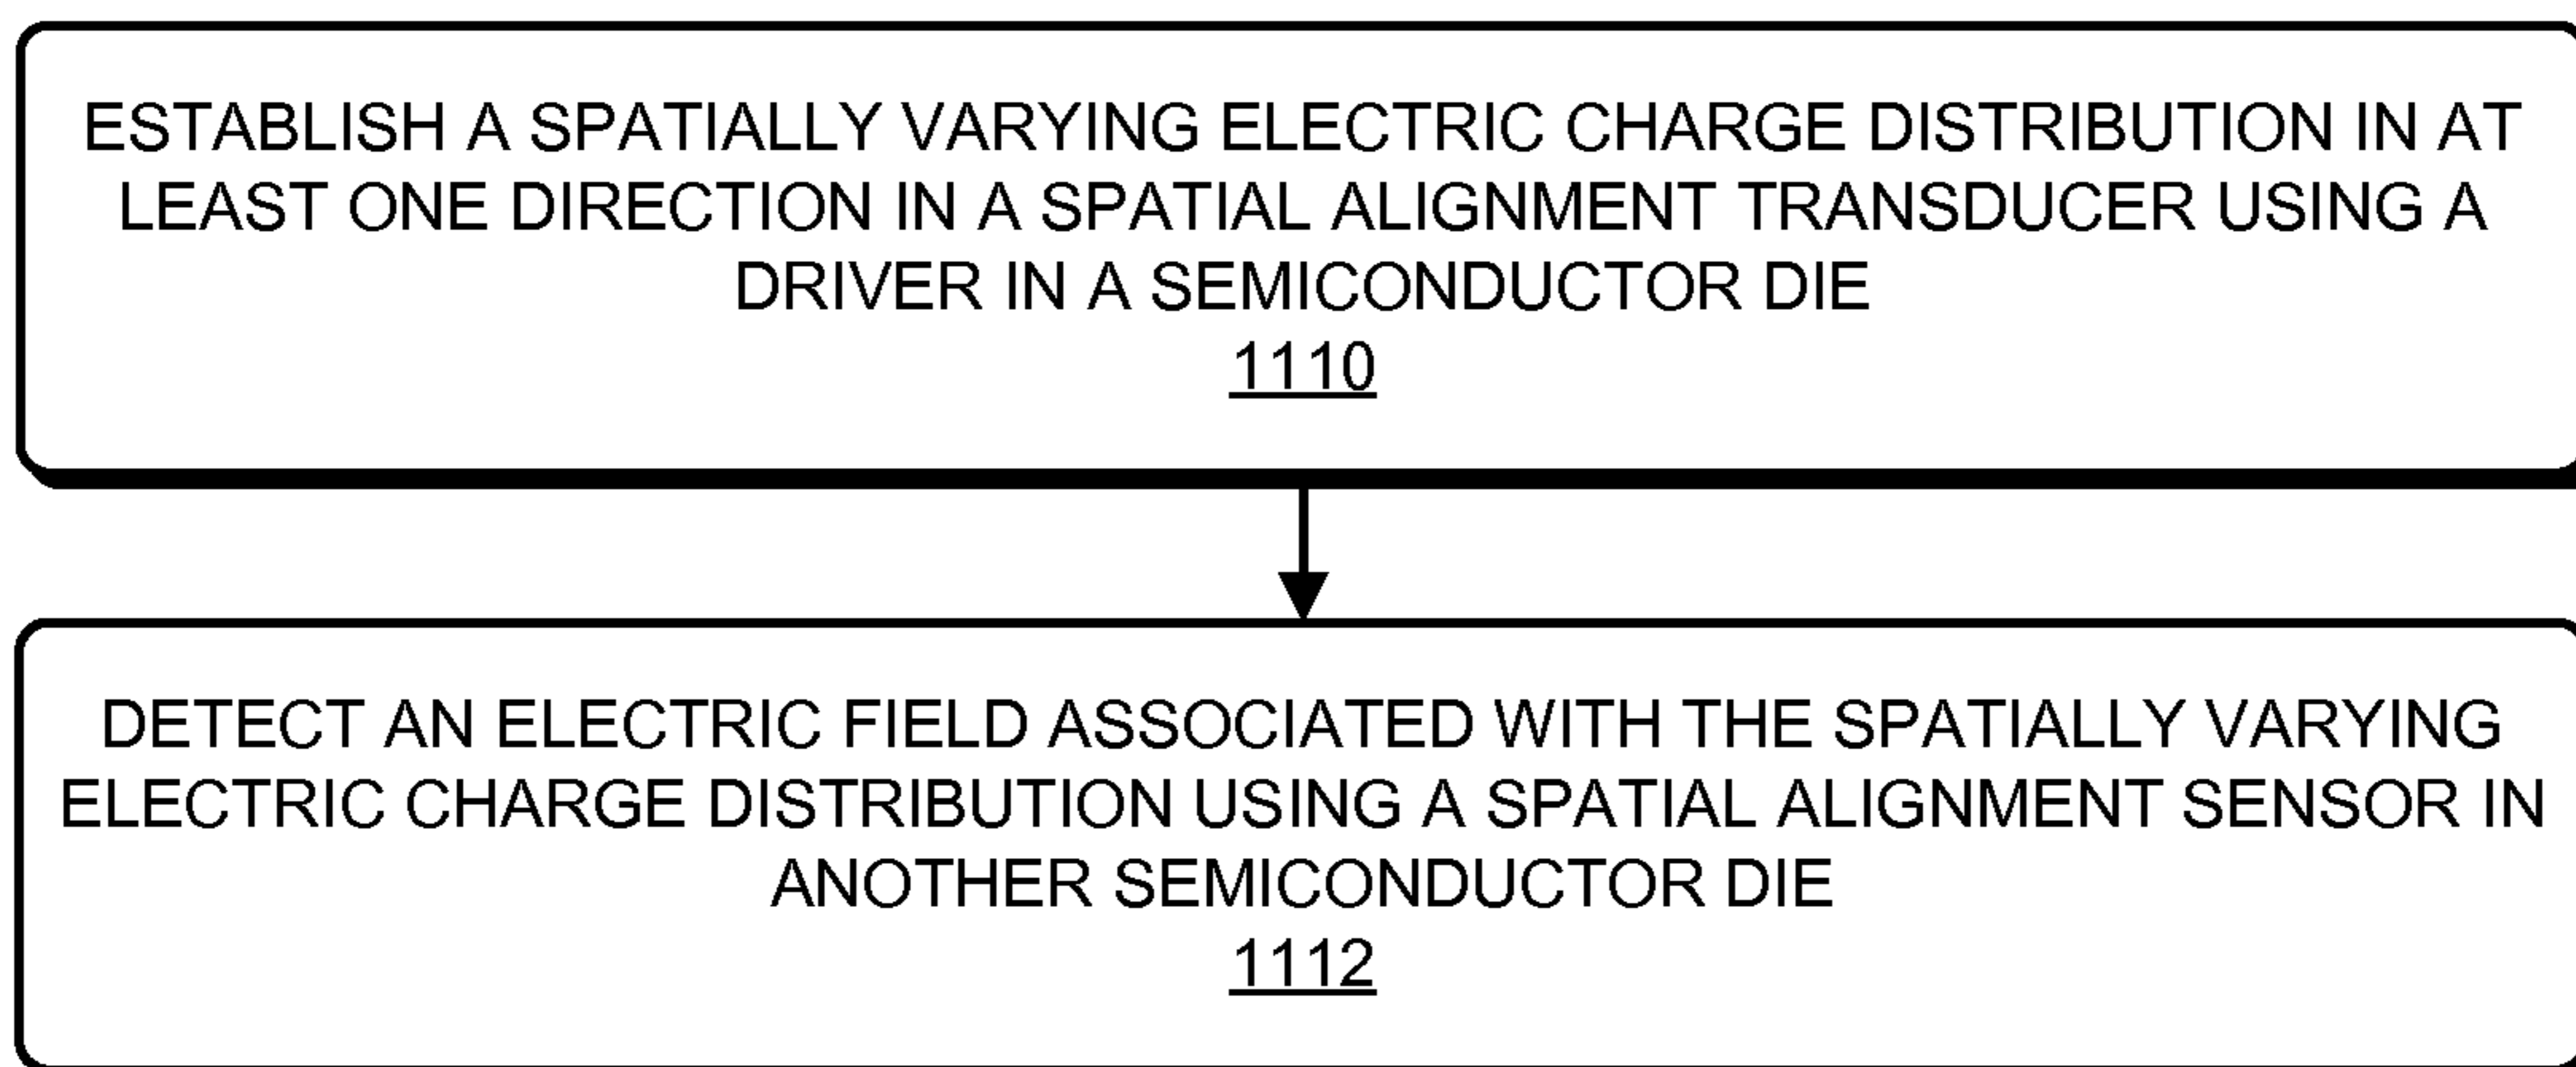 ESTABLISH A SPATIALLY VARYING ELECTRIC CHARGE DISTRIBUTION IN AT
LEAST ONE DIRECTION IN A SPATIAL ALIGNMENT TRANSDUCER USING A
DRIVER IN A SEMICONDUCTOR DIE
1110
DETECT AN ELECTRIC FIELD ASSOCIATED WITH THE SPATIALLY VARYING
ELECTRIC CHARGE DISTRIBUTION USING A SPATIAL ALIGNMENT SENSOR IN
ANOTHER SEMICONDUCTOR DIE
1112